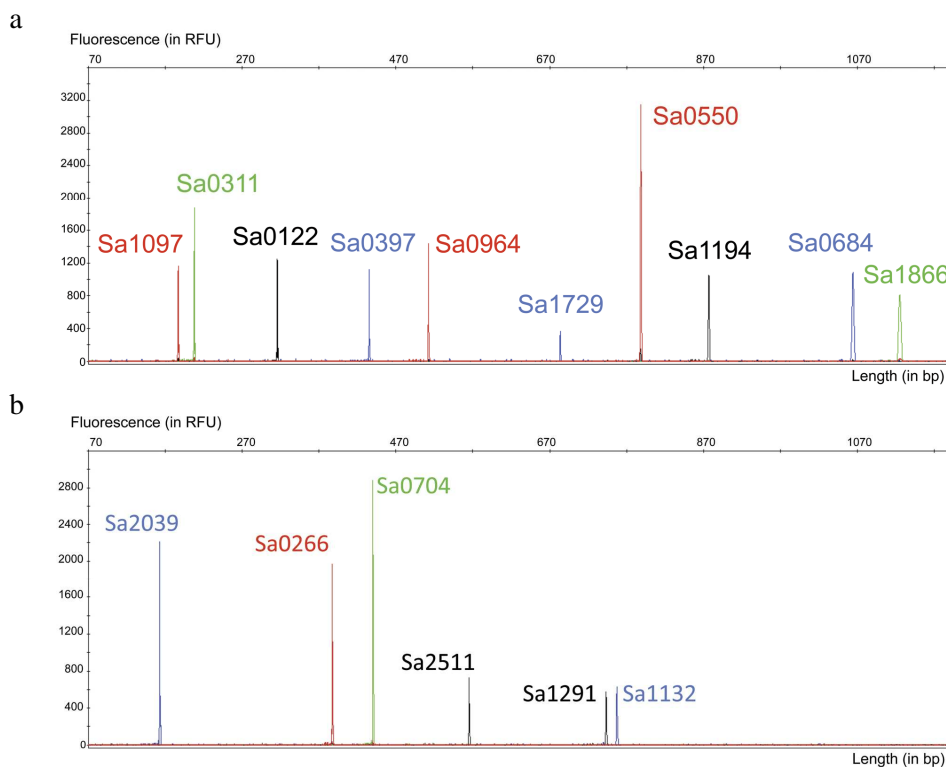 a
Fluorescence (in RFU)
70 270 470 670 870 1070
3200
2800
2400
2000
1600
1200
800
400
0
Sa0550
Sa0311
Sa1097
Sa0122
Sa0397
Sa0964
Sa1194
Sa0684
Sa1866
Sa1729
Length (in bp)
b
Fluorescence (in RFU)
70 270 470 670 870 1070
2800
2400
2000
1600
1200
800
400
0
Sa0704
Sa2039
Sa0266
Sa2511
Sa1291
Sa1132
Length (in bp)